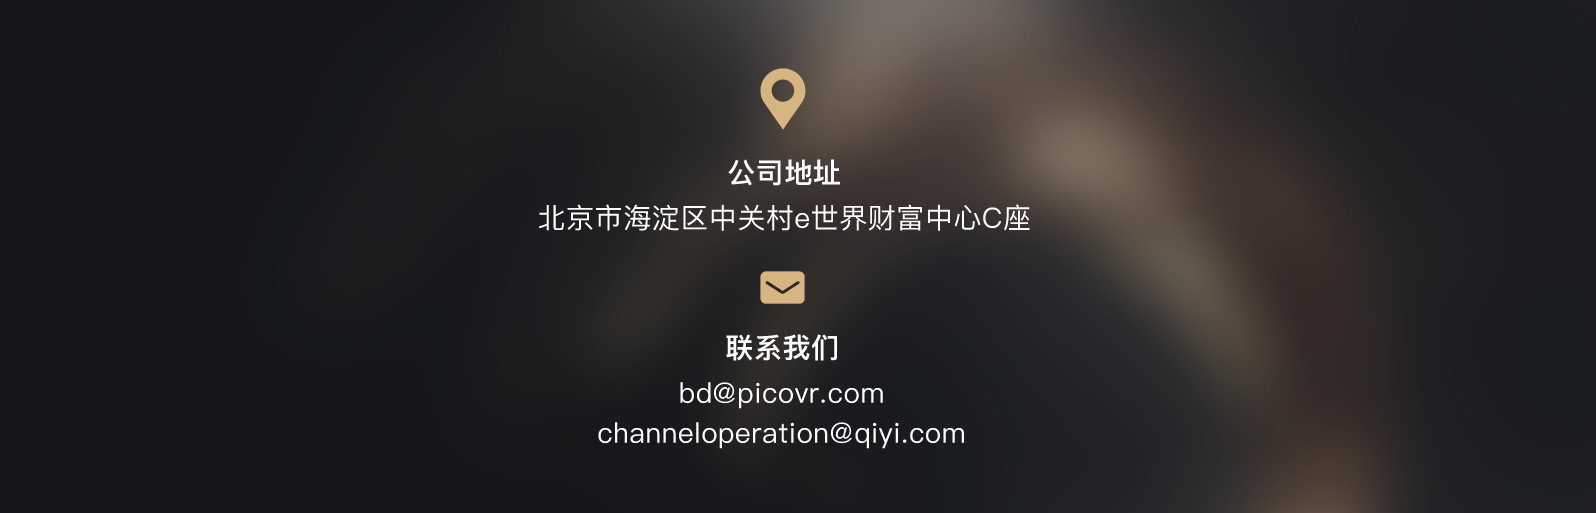 公司地址
北京市海淀区中关村e世界财富中心C座
联系我们
bd@picovr.com
channeloperation@qiyi.com